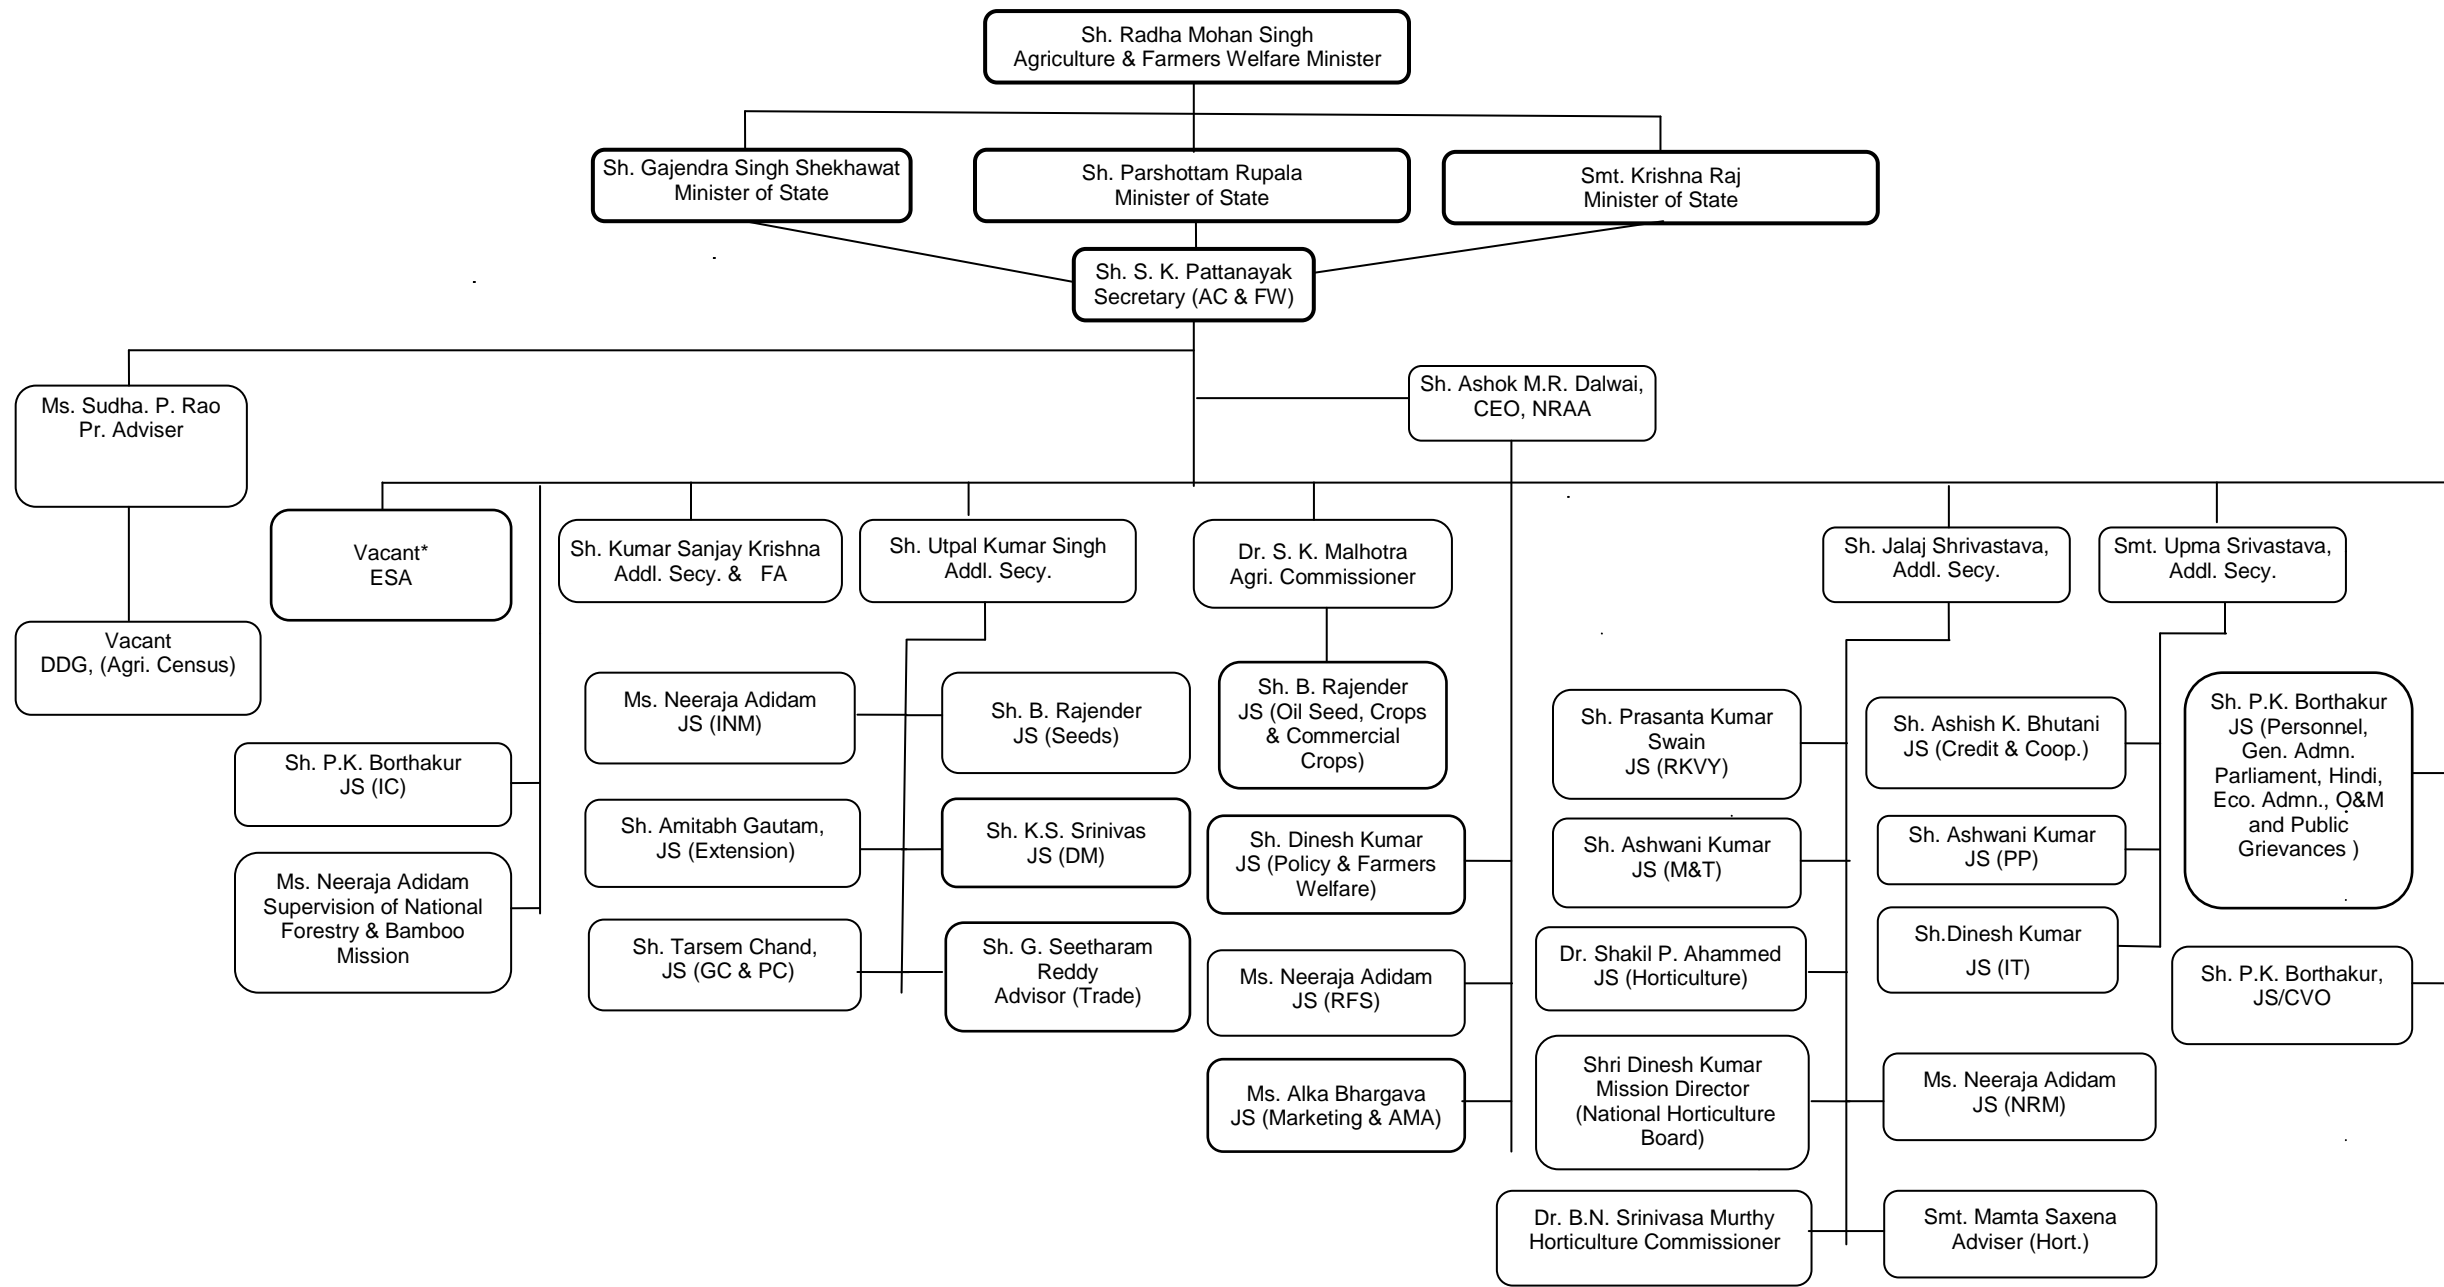 Sh. Radha Mohan Singh
Agriculture & Farmers Welfare Minister
Sh. Gajendra Singh Shekhawat
Minister of State
Sh. Parshottam Rupala
Minister of State
Smt. Krishna Raj
Minister of State
Sh. S. K. Pattanayak
Secretary (AC & FW)
Ms. Sudha. P. Rao
Pr. Adviser
Sh. Ashok M.R. Dalwai,
CEO, NRAA
Vacant*
ESA
Sh. Kumar Sanjay Krishna
Addl. Secy. & FA
Sh. Utpal Kumar Singh
Addl. Secy.
Dr. S. K. Malhotra
Agri. Commissioner
Sh. Jalaj Shrivastava,
Addl. Secy.
Smt. Upma Srivastava,
Addl. Secy.
Vacant
DDG, (Agri. Census)
Sh. P.K. Borthakur
JS (IC)
Ms. Neeraja Adidam
Supervision of National
Forestry & Bamboo
Mission
Ms. Neeraja Adidam
JS (INM)
Sh. B. Rajender
JS (Seeds)
Sh. Amitabh Gautam,
JS (Extension)
Sh. K.S. Srinivas
JS (DM)
Sh. Tarsem Chand,
JS (GC & PC)
Sh. G. Seetharam
Reddy
Advisor (Trade)
Sh. B. Rajender
JS (Oil Seed, Crops
& Commercial
Crops)
Sh. Dinesh Kumar
JS (Policy & Farmers
Welfare)
Ms. Neeraja Adidam
JS (RFS)
Ms. Alka Bhargava
JS (Marketing & AMA)
Sh. Prasanta Kumar
Swain
JS (RKVY)
Sh. Ashwani Kumar
JS (M&T)
Dr. Shakil P. Ahammed
JS (Horticulture)
Shri Dinesh Kumar
Mission Director
(National Horticulture
Board)
Ms. Neeraja Adidam
JS (NRM)
Dr. B.N. Srinivasa Murthy
Horticulture Commissioner
Smt. Mamta Saxena
Adviser (Hort.)
Sh. Ashish K. Bhutani
JS (Credit & Coop.)
Sh. Ashwani Kumar
JS (PP)
Sh.Dinesh Kumar
JS (IT)
Sh. P.K. Borthakur
JS (Personnel,
Gen. Admn.
Parliament, Hindi,
Eco. Admn., O&M
and Public
Grievances )
Sh. P.K. Borthakur,
JS/CVO